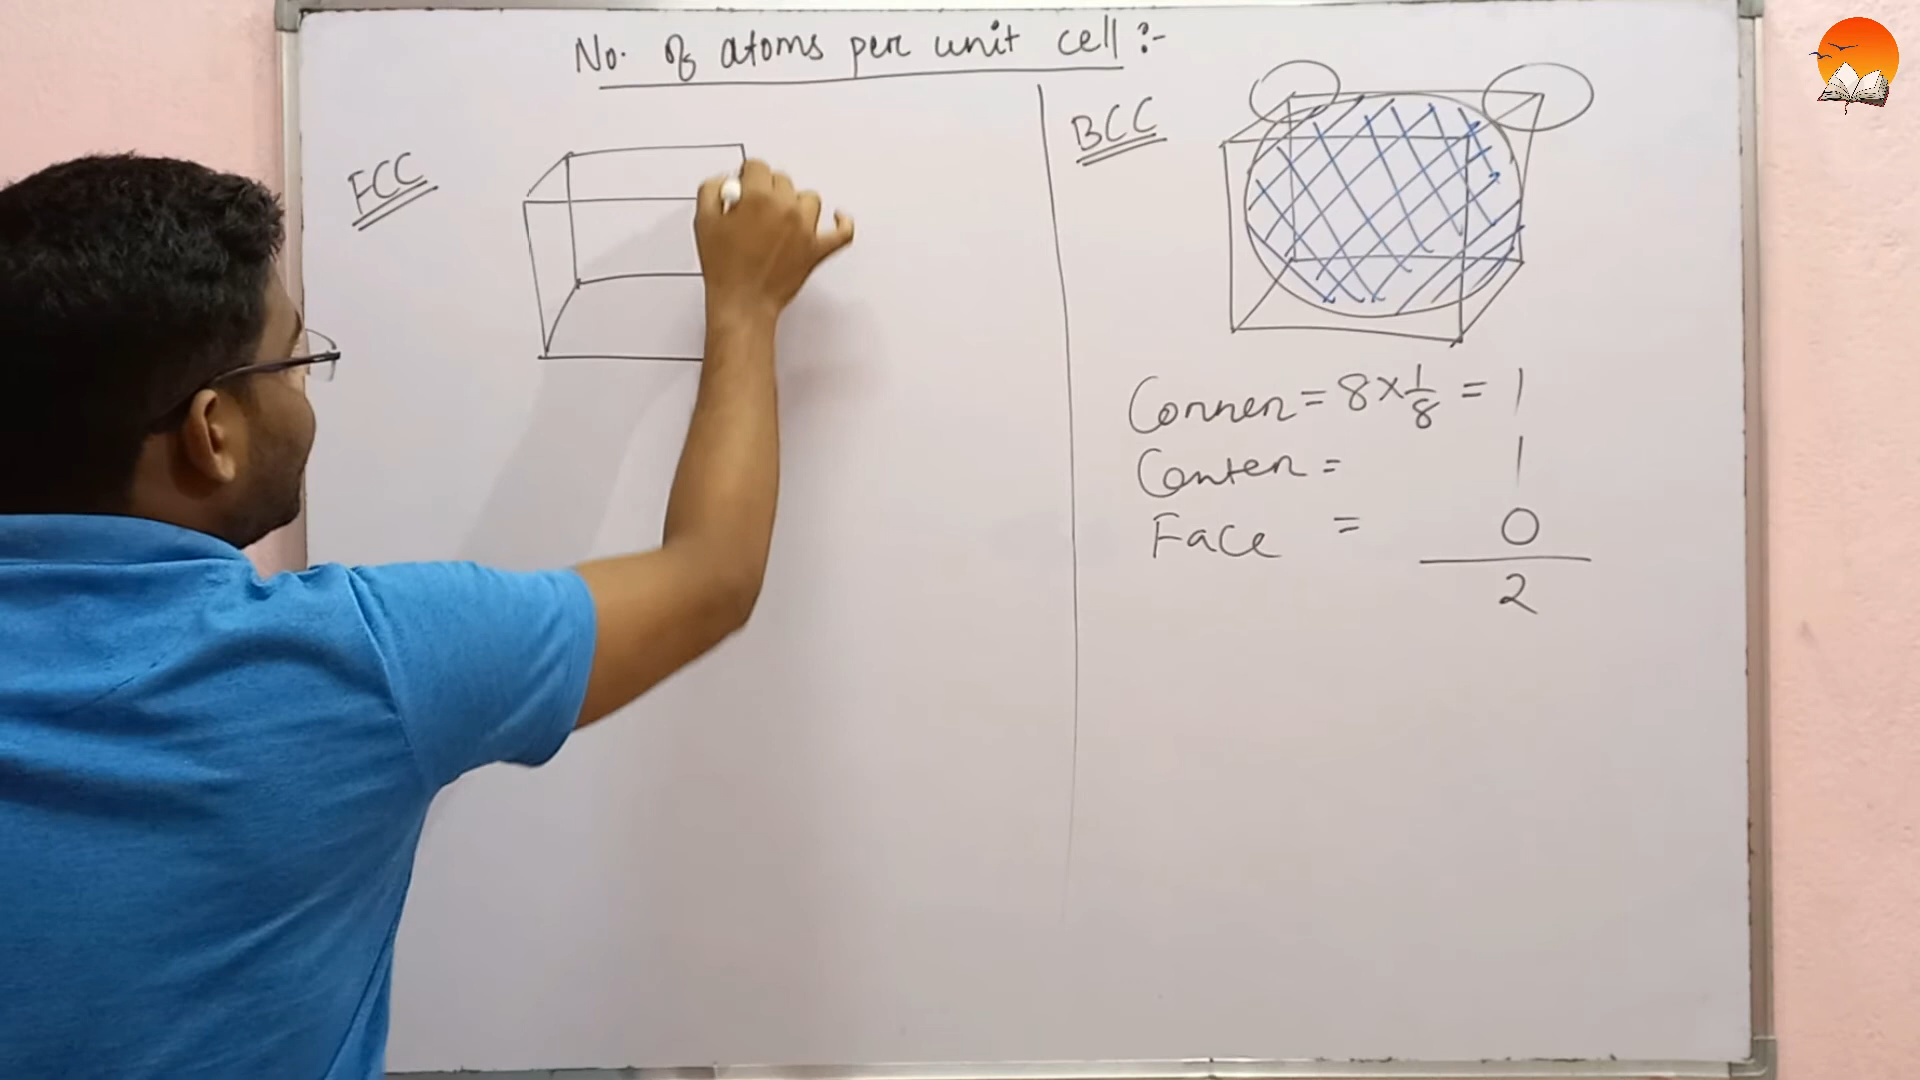 No. of atoms per unit cell :-
FCC
BCC
Corner = 8 × 1/8 = 1
Center = 1
Face = 0
2